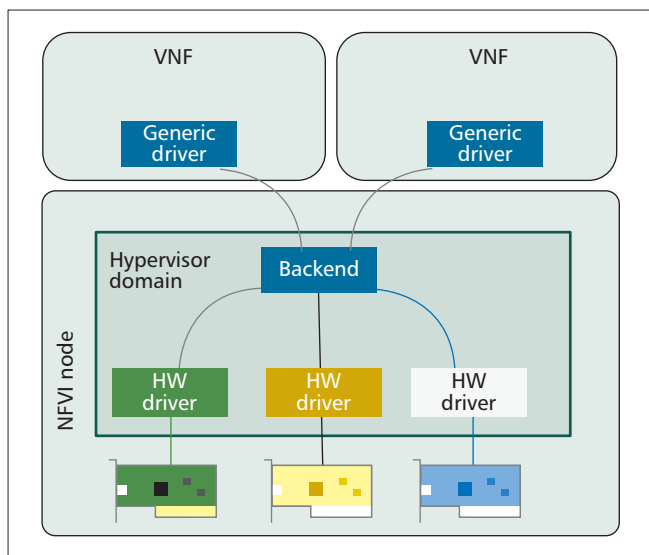 VNF
VNF
Generic
driver
Generic
driver
Hypervisor
domain
Backend
NFVI node
HW
driver
HW
driver
HW
driver